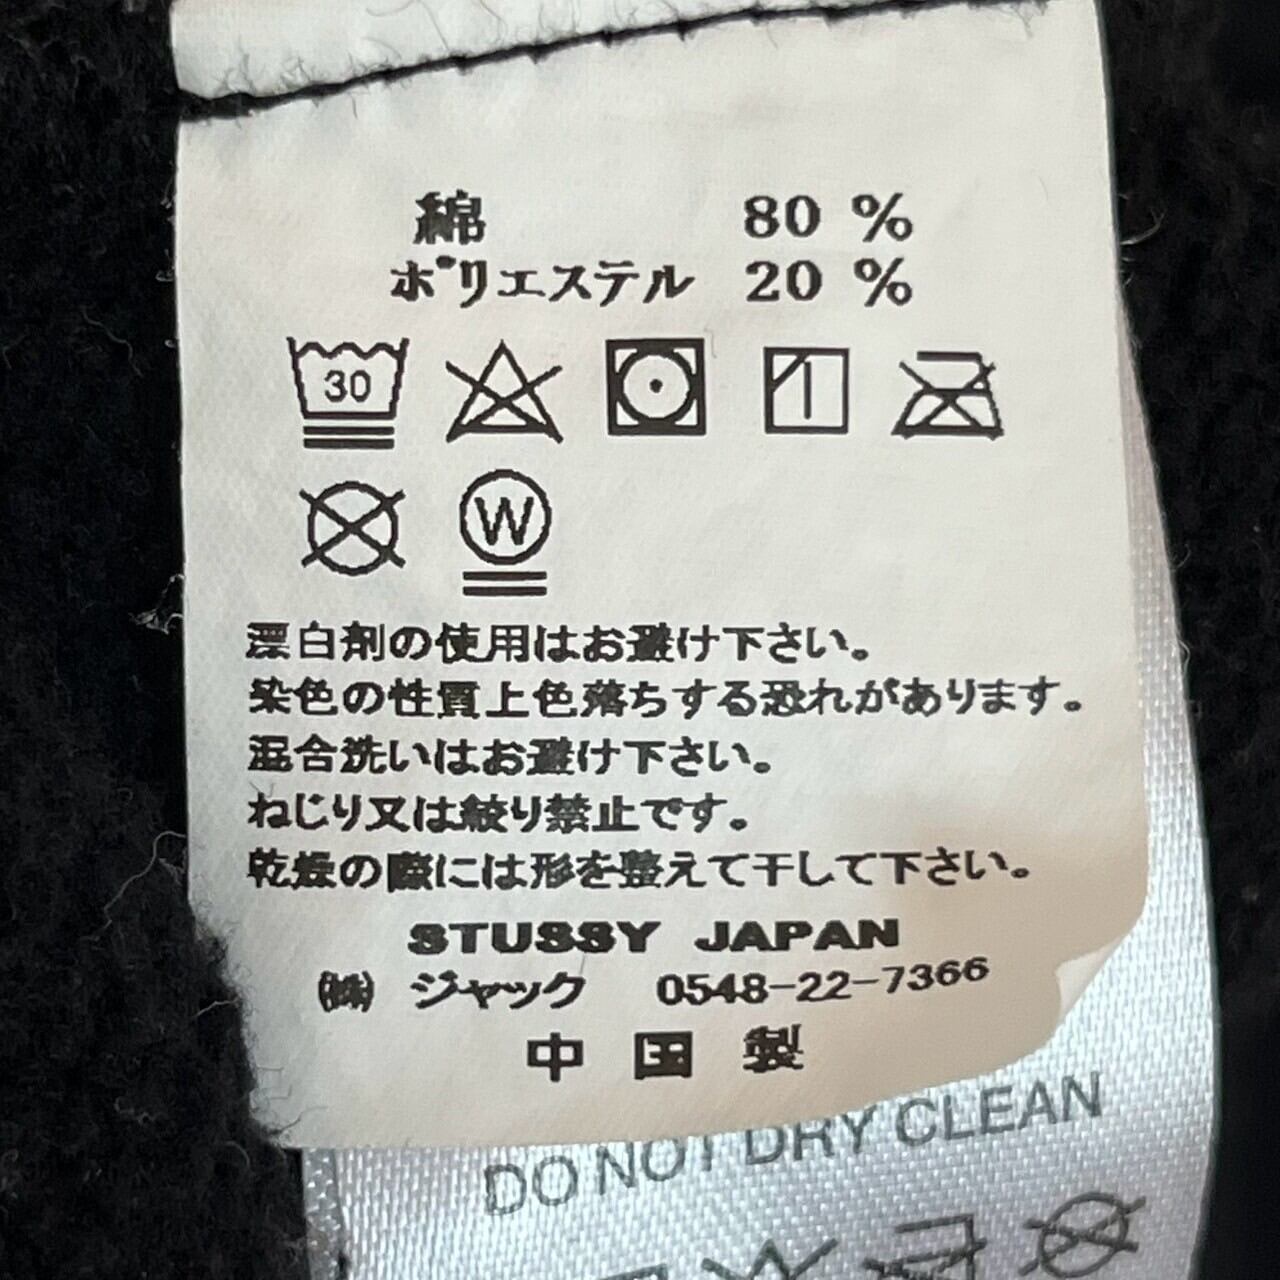 綿 80 %
ポリエステル 20 %
30
W
漂白剤の使用はお避け下さい。
染色の性質上色落ちする恐れがあります。
混合洗いはお避け下さい。
ねじり又は絞り禁止です。
乾燥の際には形を整えて干して下さい。
STUSSY JAPAN
㈱ ジャック 0548-22-7366
中国製
DO NOT DRY CLEAN